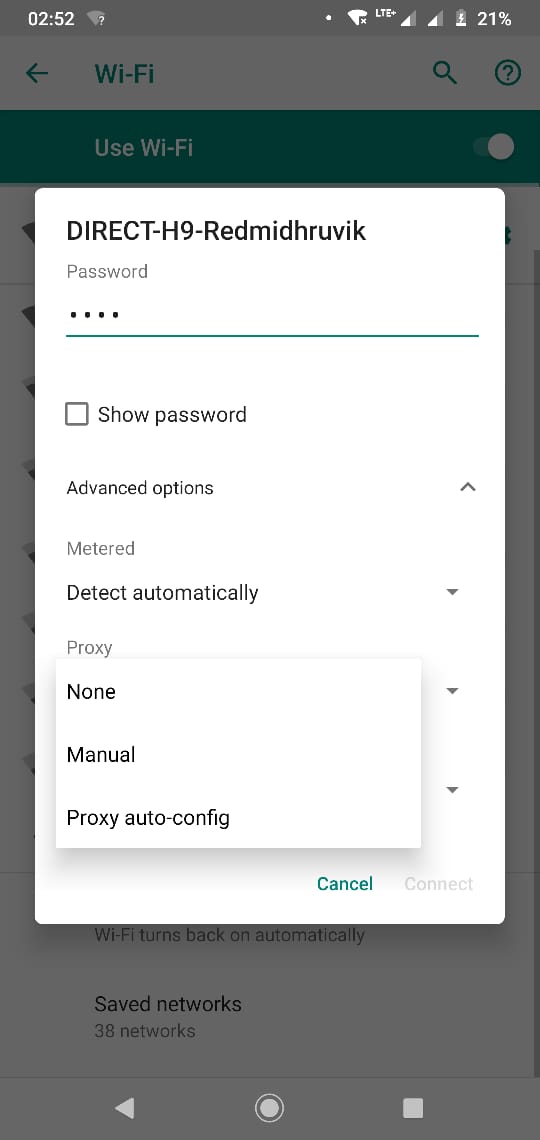 02:52
LTE+
21%
Wi-Fi
Use Wi-Fi
DIRECT-H9-Redmidhruvik
Password
••••
Show password
Advanced options
Metered
Detect automatically
Proxy
None
Manual
Proxy auto-config
Cancel
Connect
Wi-Fi turns back on automatically
Saved networks
38 networks